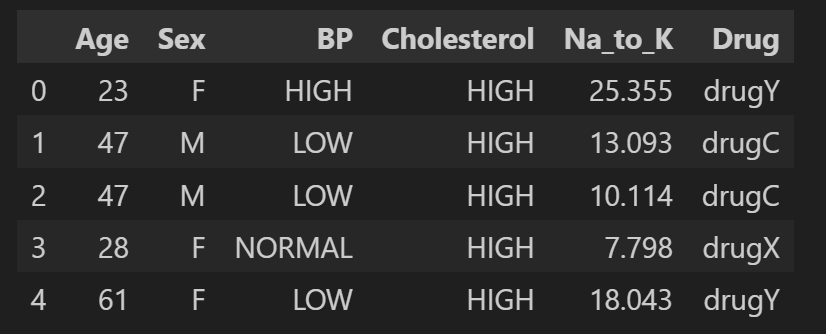 Age Sex BP Cholesterol Na_to_K Drug
0 23 F HIGH HIGH 25.355 drugY
1 47 M LOW HIGH 13.093 drugC
2 47 M LOW HIGH 10.114 drugC
3 28 F NORMAL HIGH 7.798 drugX
4 61 F LOW HIGH 18.043 drugY